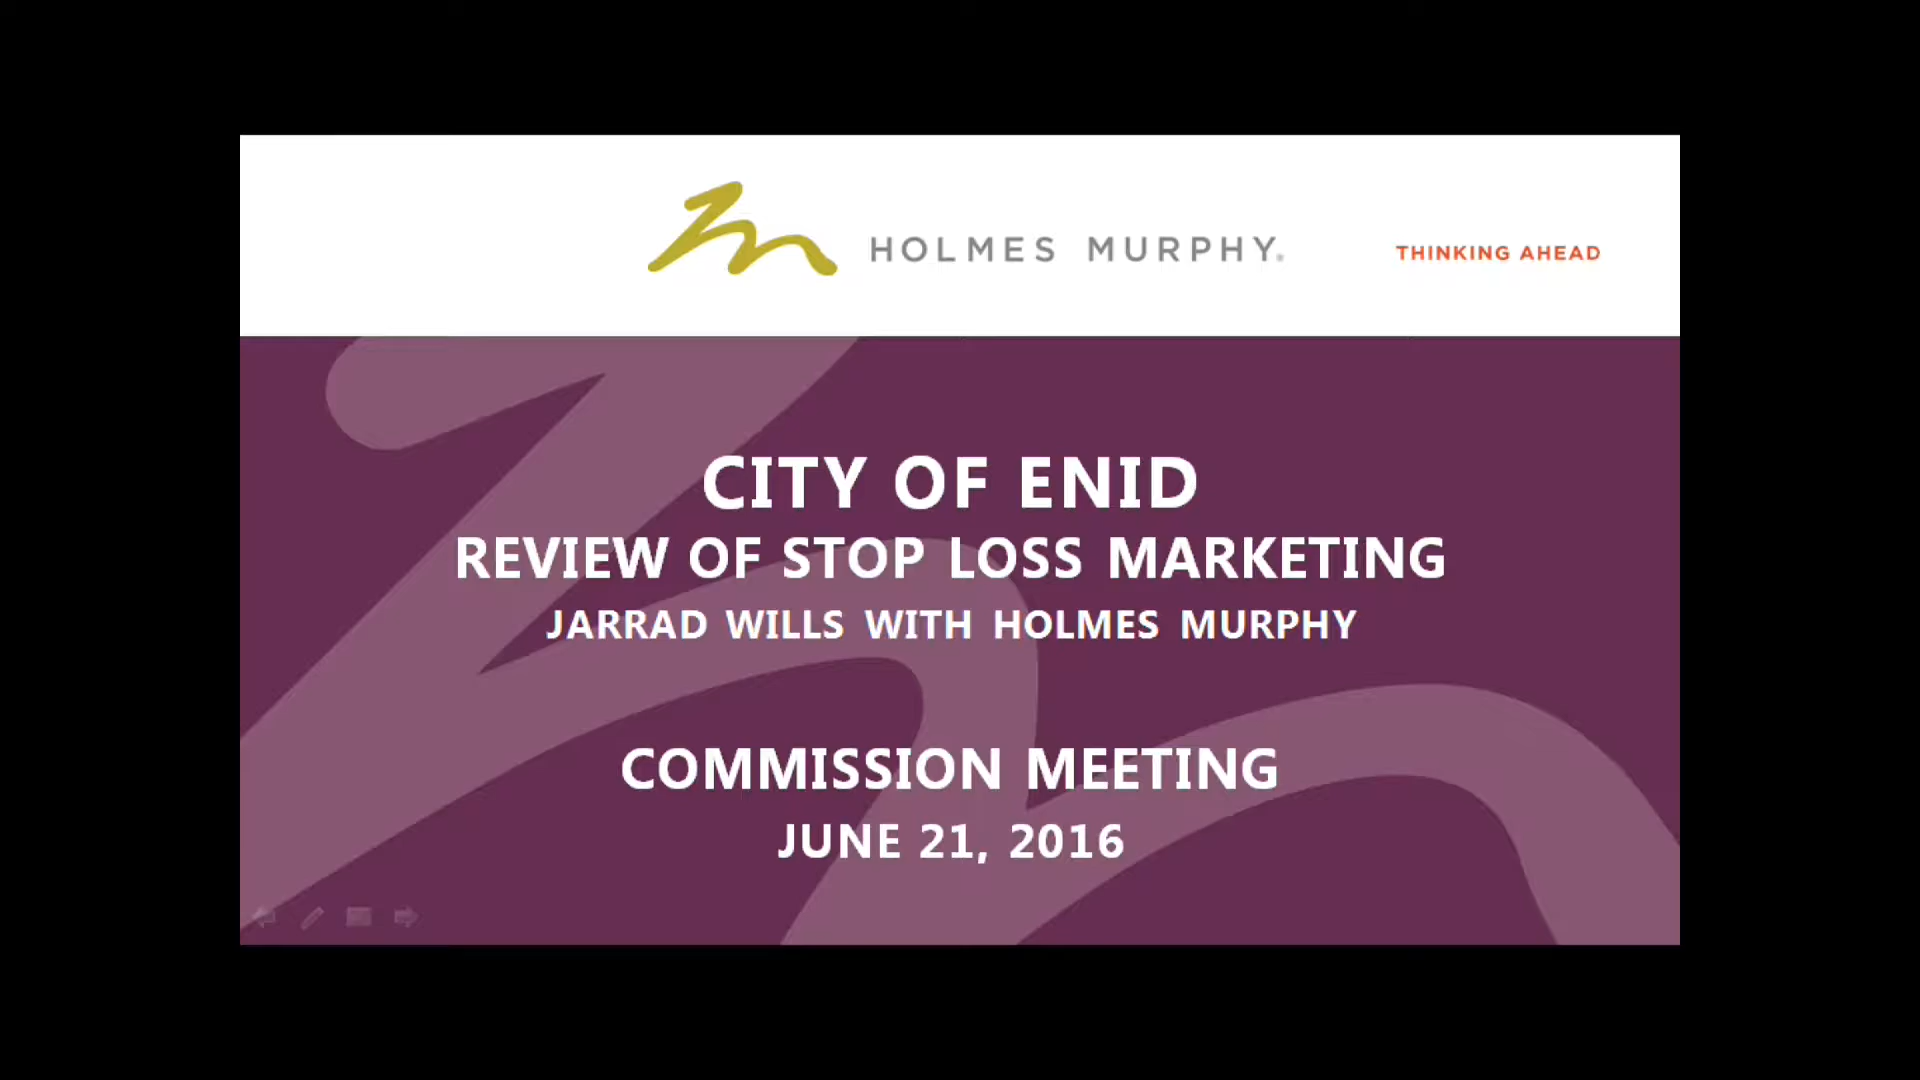 HOLMES MURPHY®
THINKING AHEAD
CITY OF ENID
REVIEW OF STOP LOSS MARKETING
JARRAD WILLS WITH HOLMES MURPHY
COMMISSION MEETING
JUNE 21, 2016